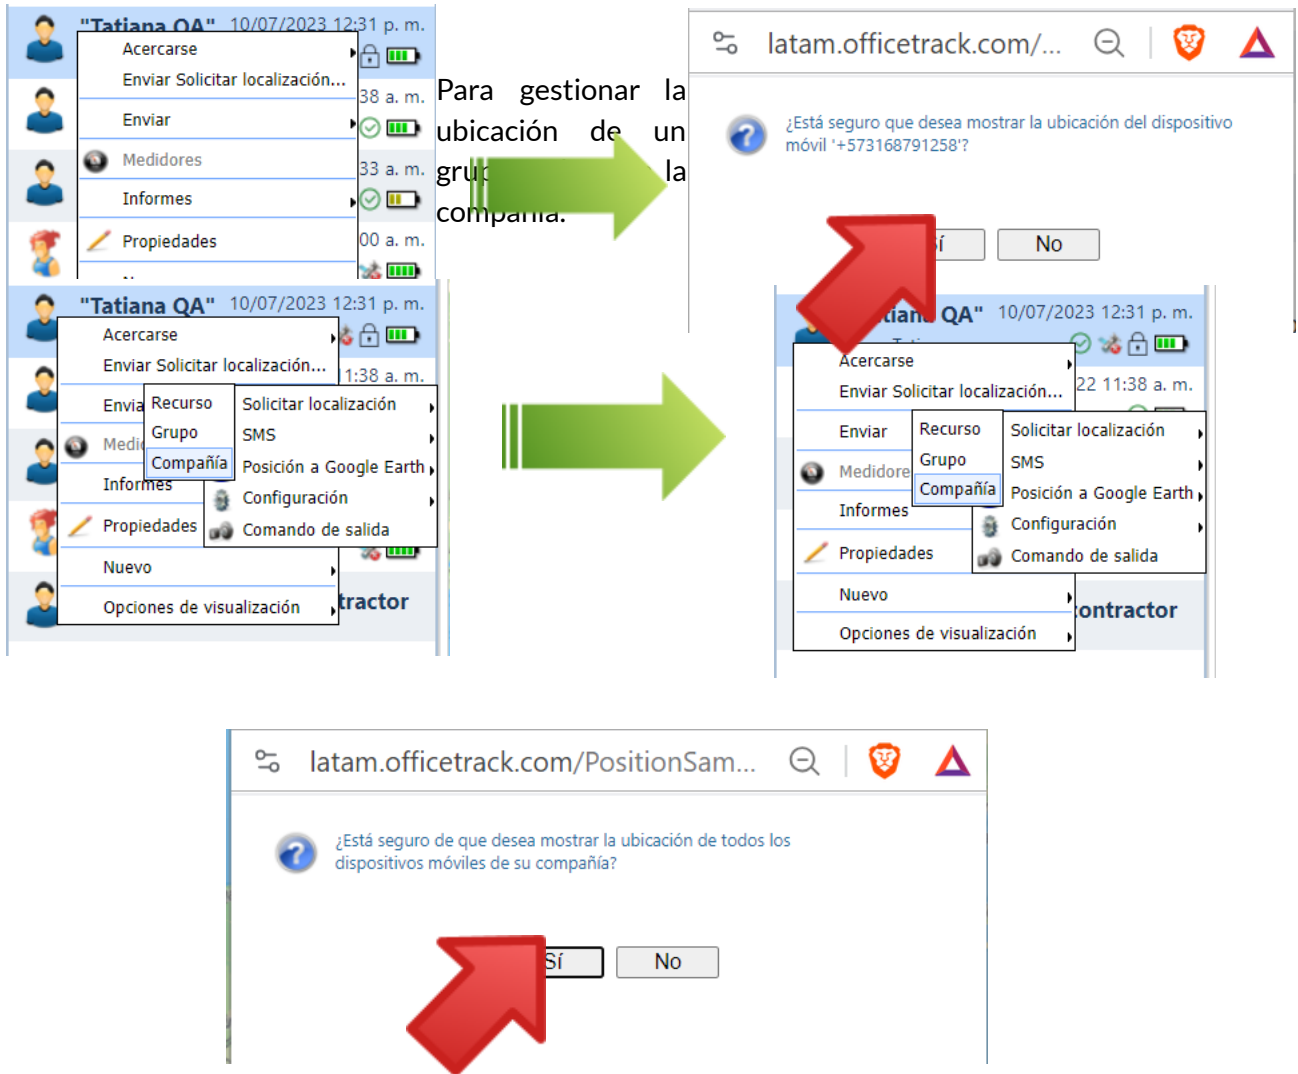 "Tatiana QA" 10/07/2023 12:31 p. m.
Acercarse
Enviar Solicitar localización...
38 a. m.
Enviar
Medidores
33 a. m.
Informes
Propiedades
00 a. m.
Para gestionar la
ubicación de un
la
compañía.
latam.officetrack.com/...
¿Está seguro que desea mostrar la ubicación del dispositivo
móvil '+573168791258'?
No
"Tatiana QA" 10/07/2023 12:31 p. m.
Acercarse
Enviar Solicitar localización...
11:38 a. m.
Recurso
Solicitar localización
Grupo
SMS
Compañía
Posición a Google Earth
Informes
Configuración
Propiedades
Comando de salida
Nuevo
Opciones de visualización
tractor
QA" 10/07/2023 12:31 p. m.
Acercarse
Enviar Solicitar localización...
22 11:38 a. m.
Enviar
Recurso
Solicitar localización
Grupo
SMS
Medidore
Compañía
Posición a Google Earth
Informes
Configuración
Propiedades
Comando de salida
Nuevo
contractor
Opciones de visualización
latam.officetrack.com/PositionSam...
¿Está seguro de que desea mostrar la ubicación de todos los
dispositivos móviles de su compañía?
Sí
No